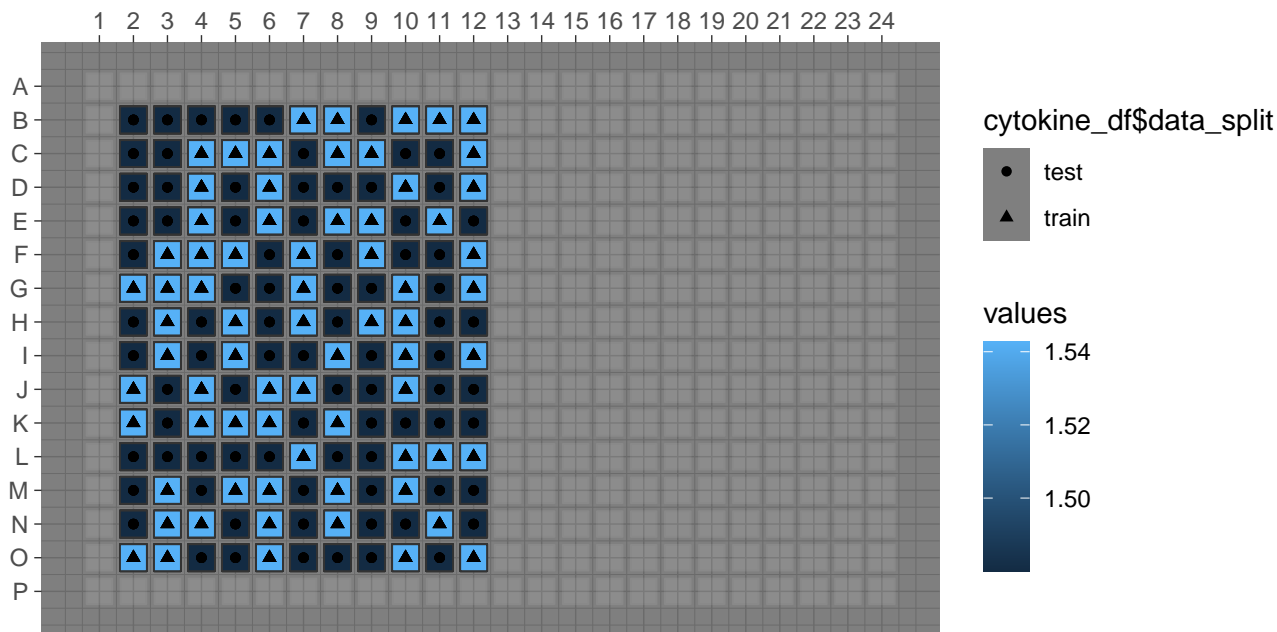 1 2 3 4 5 6 7 8 9 10 11 12 13 14 15 16 17 18 19 20 21 22 23 24
A
B
C
D
E
F
G
H
I
J
K
L
M
N
O
P
cytokine_df$data_split
test
train
values
1.54
1.52
1.50